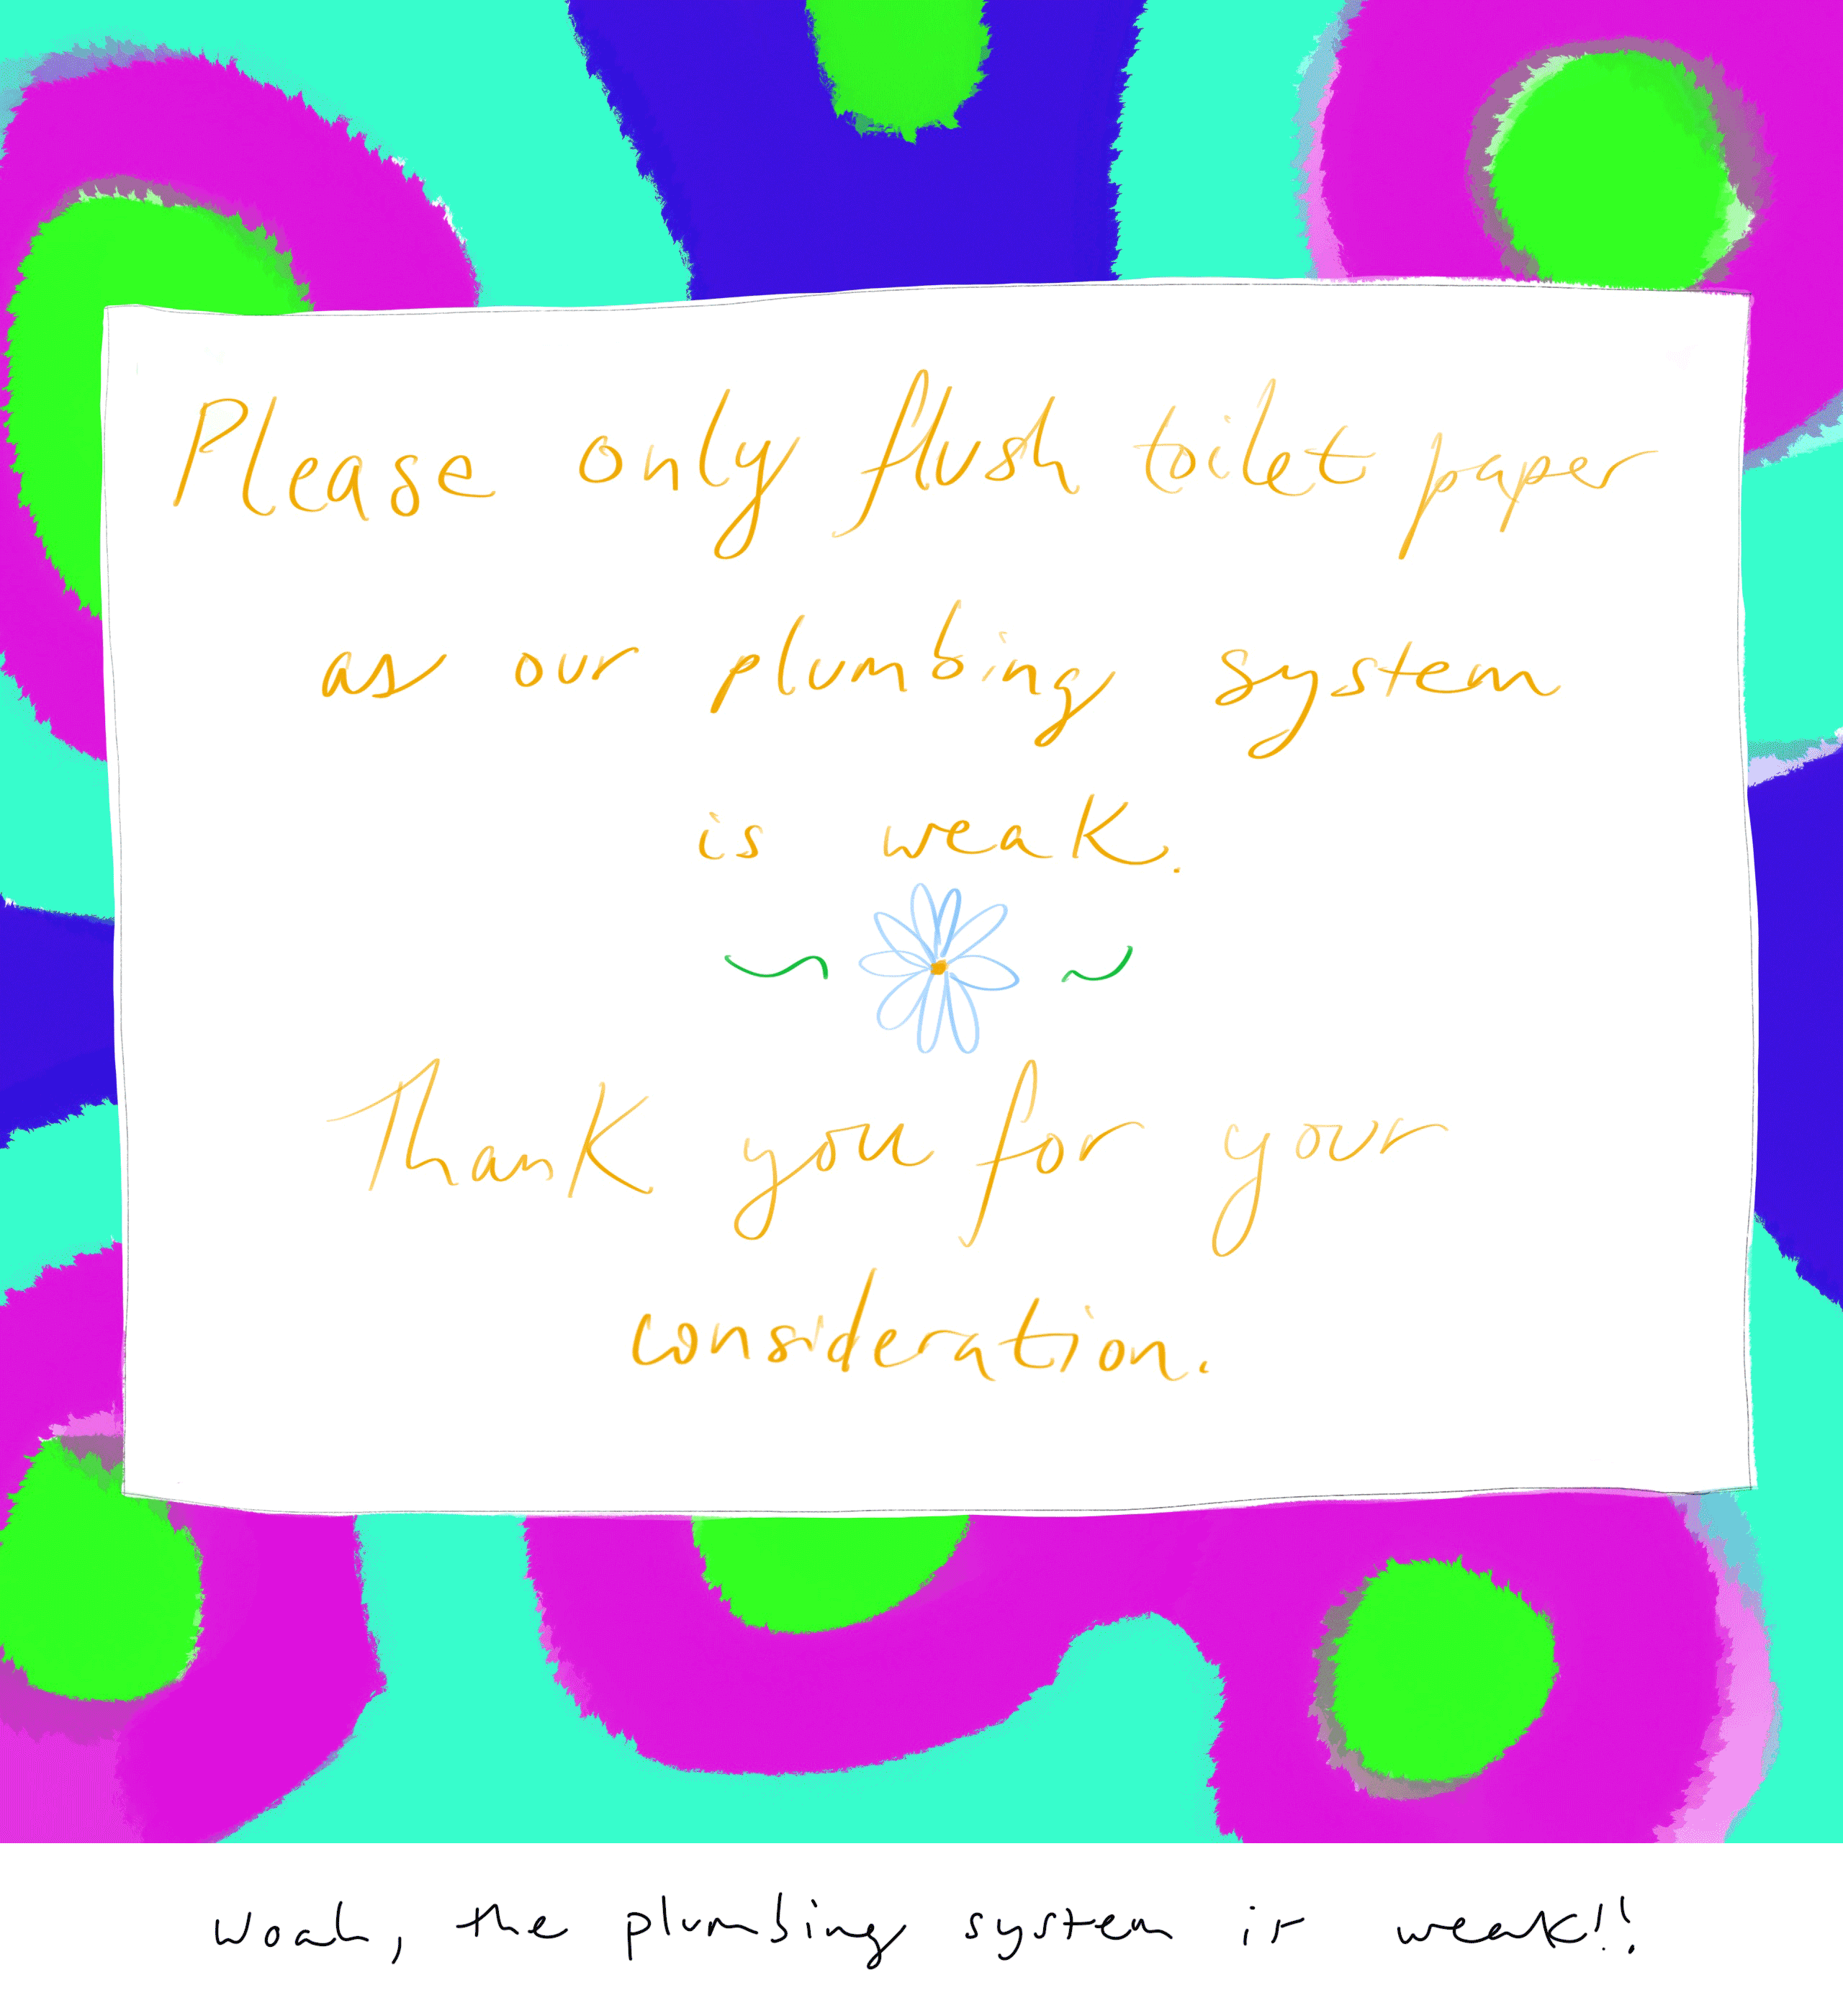 Please only flush toilet paper
as our plumbing system
is weak.
Thank you for your
consideration.
woah, the plumbing system is weak!!